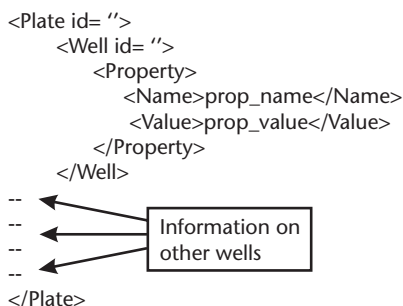 <Plate id= ‘’>
<Well id= ‘’>
<Property>
<Name>prop_name</Name>
<Value>prop_value</Value>
</Property>
</Well>
--
--
--
--
Information on
other wells
</Plate>